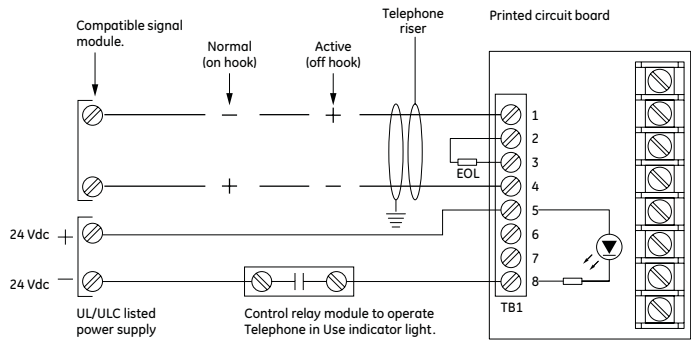 Compatible signal
module.
Normal
(on hook)
Active
(off hook)
Telephone
riser
Printed circuit board
− +
+ −
1
2
3
EOL
4
5
6
7
8
TB1
24 Vdc +
24 Vdc −
UL/ULC listed
power supply
Control relay module to operate
Telephone in Use indicator light.